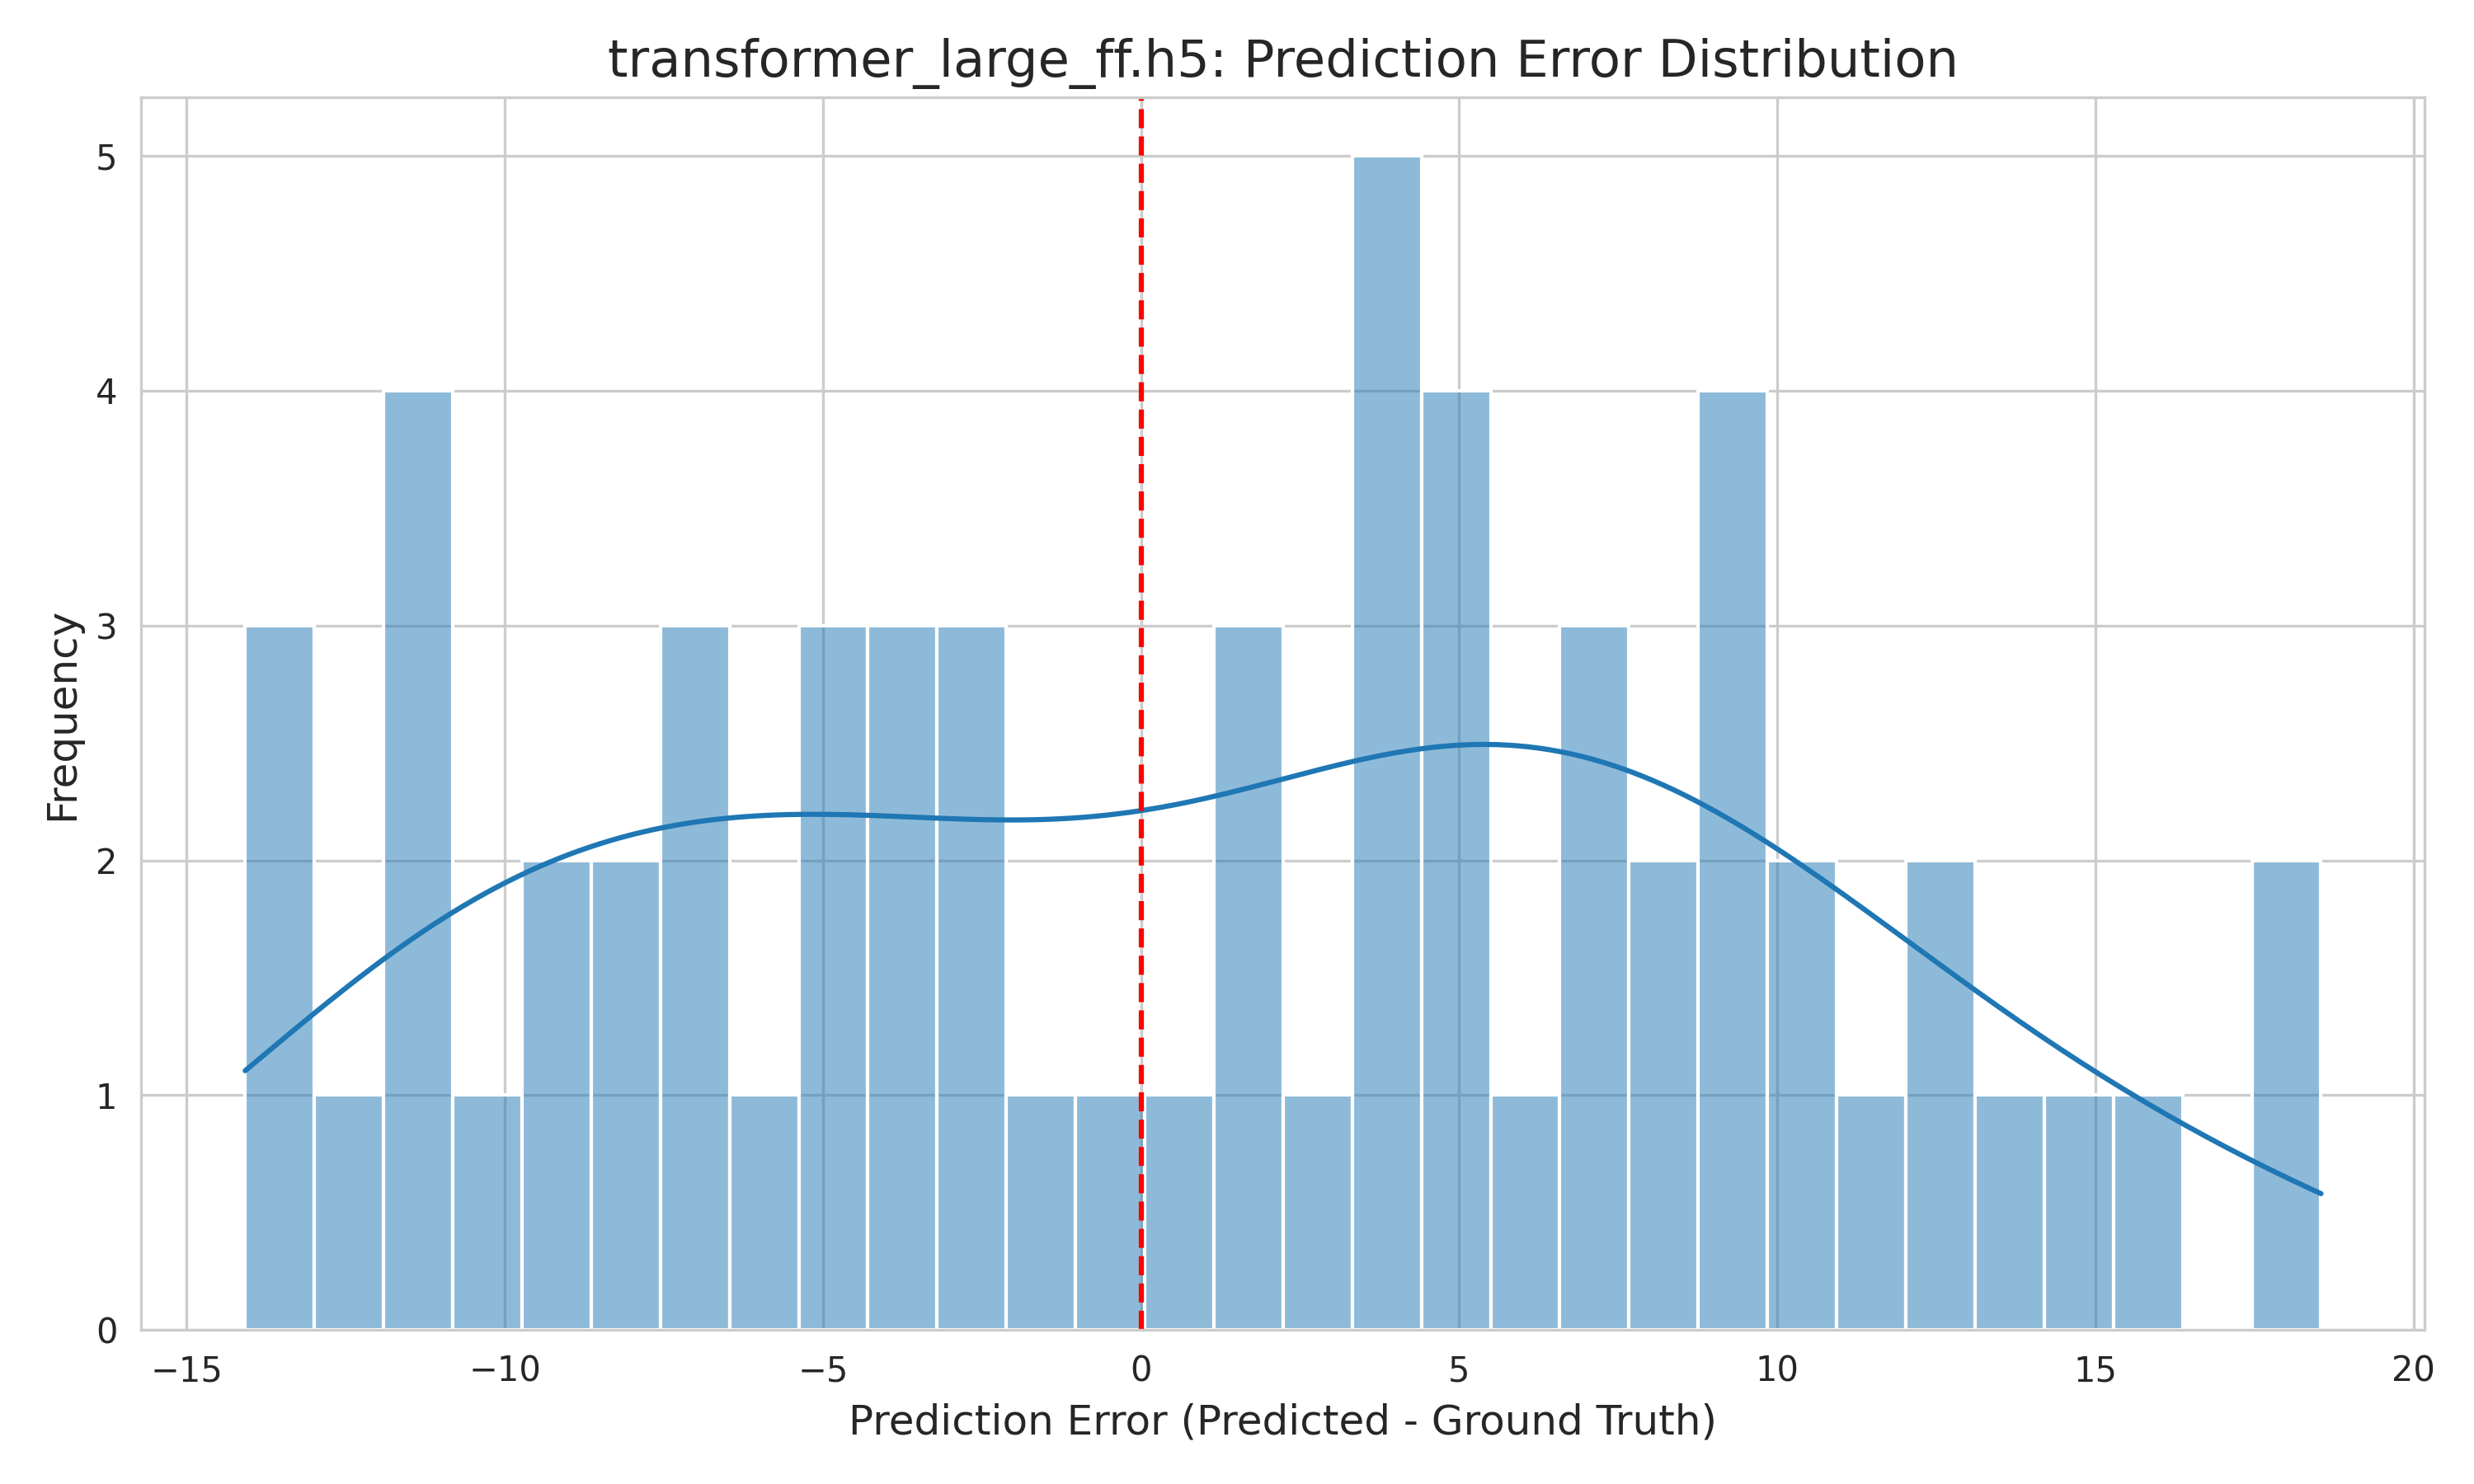 transformer_large_ff.h5: Prediction Error Distribution
5
4
3
2
1
0
Frequency
−15 −10 −5 0 5 10 15 20
Prediction Error (Predicted - Ground Truth)